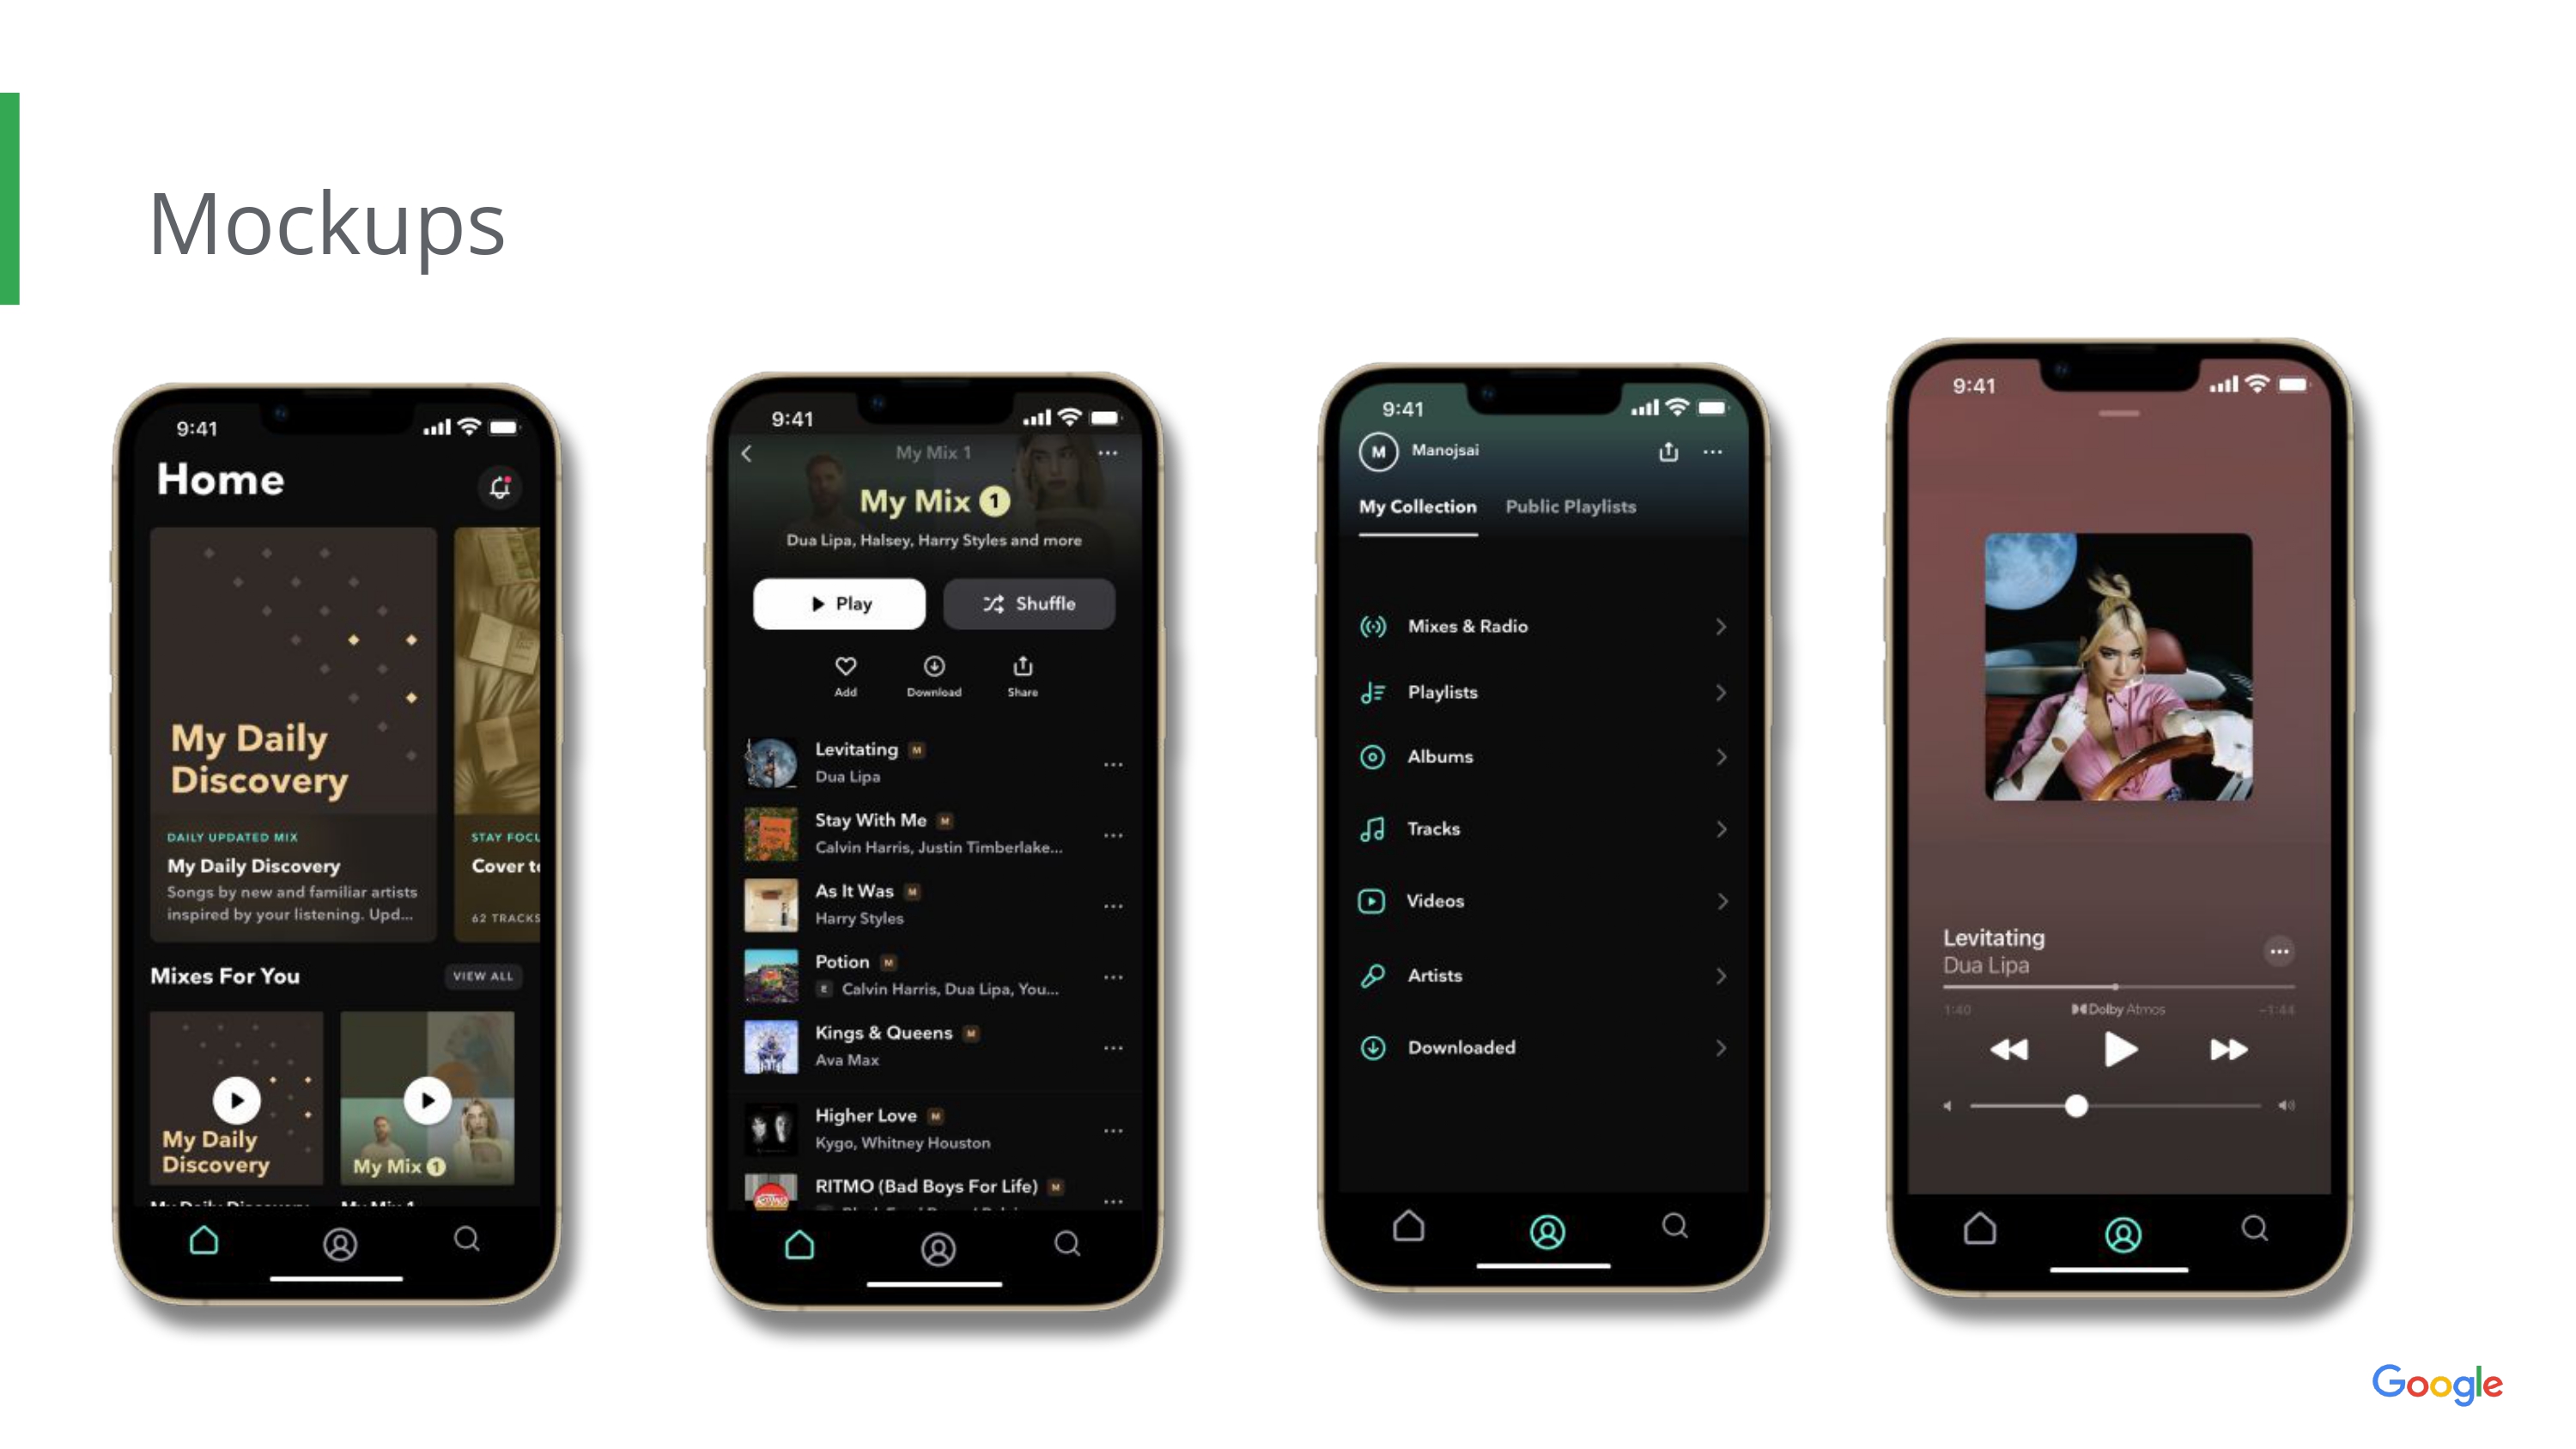 Mockups
9:41
Home
My Daily
Discovery
DAILY UPDATED MIX
My Daily Discovery
Songs by new and familiar artists
inspired by your listening. Upd...
STAY FOCU
Cover t
62 TRACKS
Mixes For You
VIEW ALL
My Daily
Discovery
My Mix 1
My Daily Discovery
My Mix 1
9:41
My Mix 1
My Mix 1
Dua Lipa, Halsey, Harry Styles and more
Play
Shuffle
Add
Download
Share
Levitating M
Dua Lipa
Stay With Me M
Calvin Harris, Justin Timberlake...
As It Was M
Harry Styles
Potion M
E Calvin Harris, Dua Lipa, You...
Kings & Queens M
Ava Max
Higher Love M
Kygo, Whitney Houston
RITMO (Bad Boys For Life) M
9:41
M Manojsai
My Collection
Public Playlists
Mixes & Radio
Playlists
Albums
Tracks
Videos
Artists
Downloaded
9:41
Levitating
Dua Lipa
1:40
Dolby Atmos
-1:44
Google